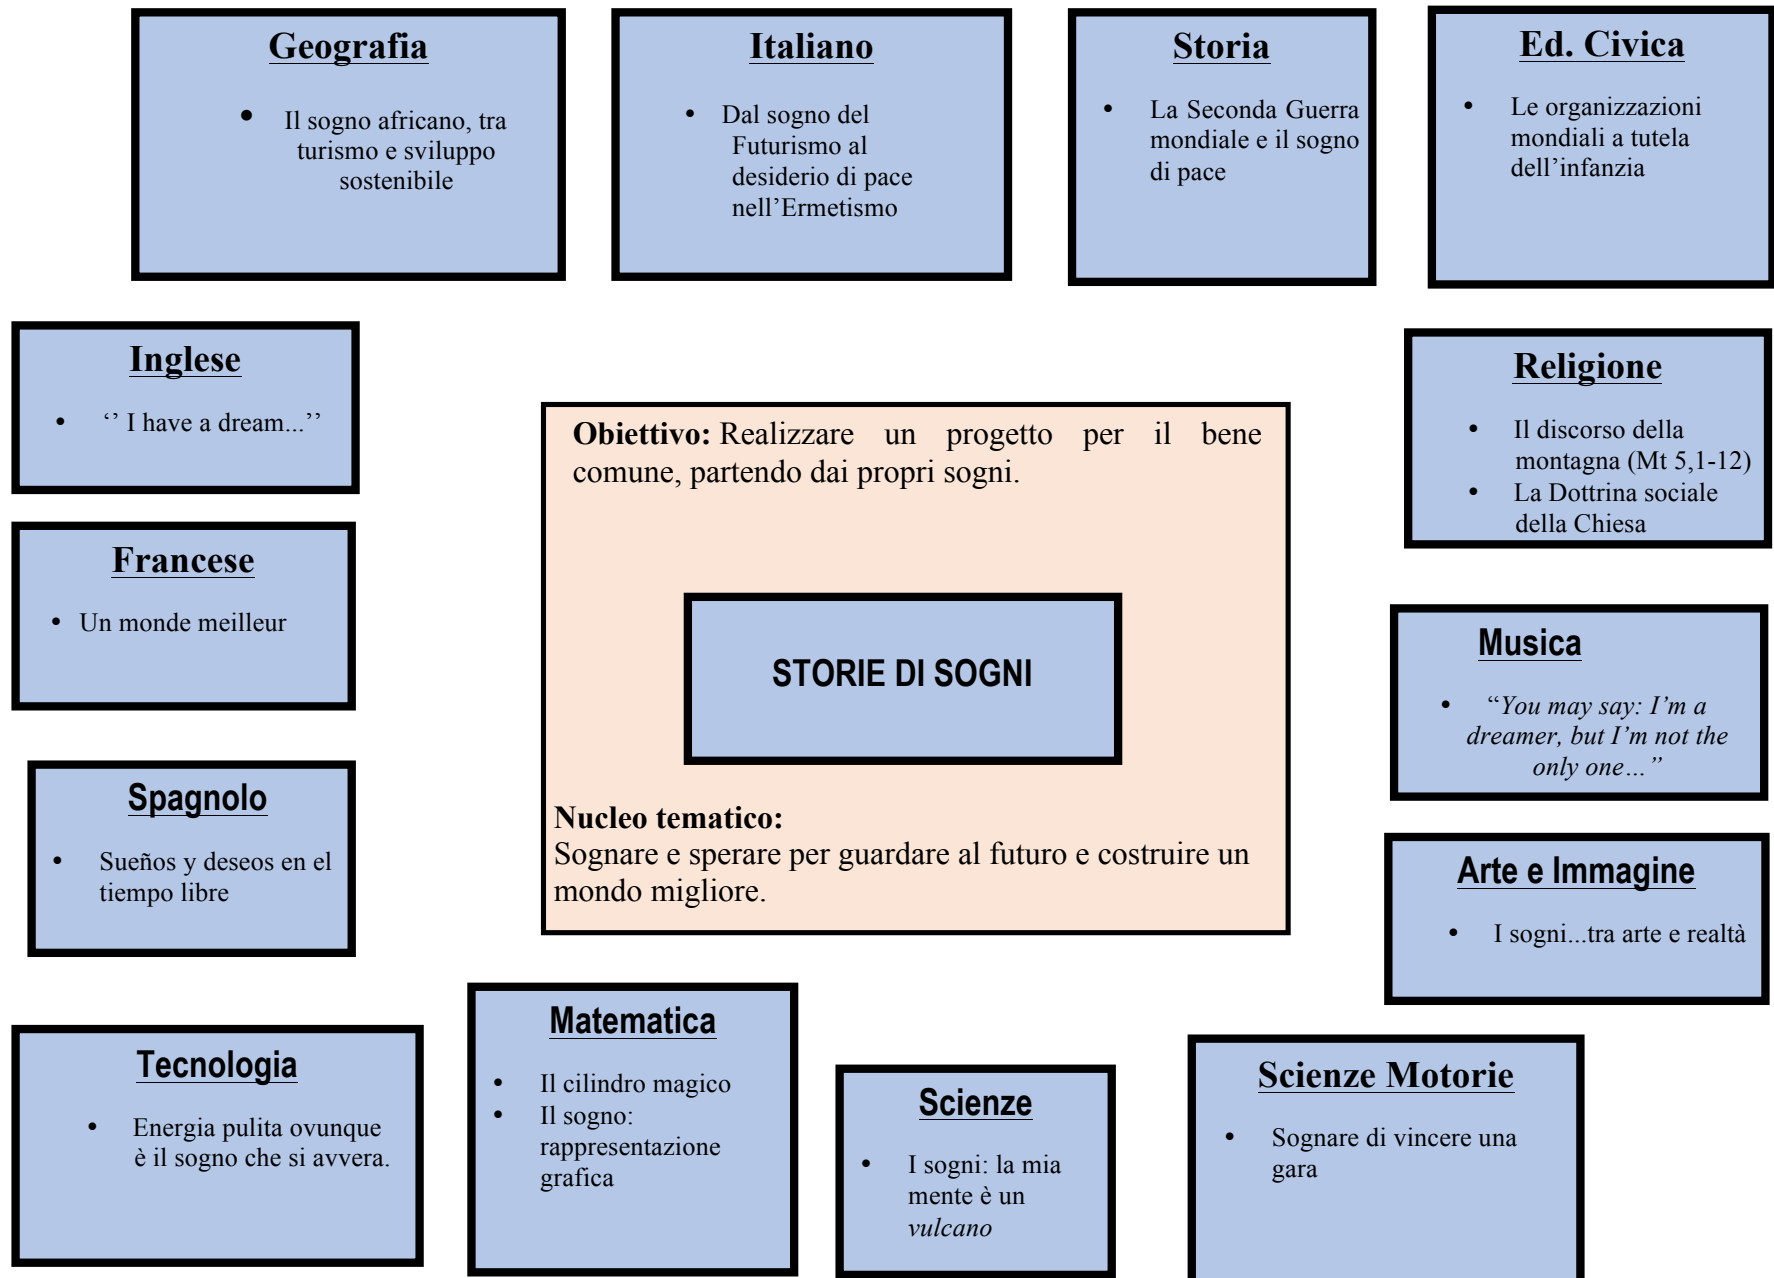 Geografia
• Il sogno africano, tra
turismo e sviluppo
sostenibile
Italiano
• Dal sogno del
Futurismo al
desiderio di pace
nell’Ermetismo
Storia
• La Seconda Guerra
mondiale e il sogno
di pace
Ed. Civica
• Le organizzazioni
mondiali a tutela
dell’infanzia
Inglese
• ‘’ I have a dream...’’
Francese
• Un monde meilleur
Spagnolo
• Sueños y deseos en el
tiempo libre
Obiettivo: Realizzare un progetto per il bene
comune, partendo dai propri sogni.
STORIE DI SOGNI
Nucleo tematico:
Sognare e sperare per guardare al futuro e costruire un
mondo migliore.
Religione
• Il discorso della
montagna (Mt 5,1-12)
• La Dottrina sociale
della Chiesa
Musica
• “You may say: I’m a
dreamer, but I’m not the
only one…”
Arte e Immagine
• I sogni...tra arte e realtà
Tecnologia
• Energia pulita ovunque
è il sogno che si avvera.
Matematica
• Il cilindro magico
• Il sogno:
rappresentazione
grafica
Scienze
• I sogni: la mia
mente è un
vulcano
Scienze Motorie
• Sognare di vincere una
gara